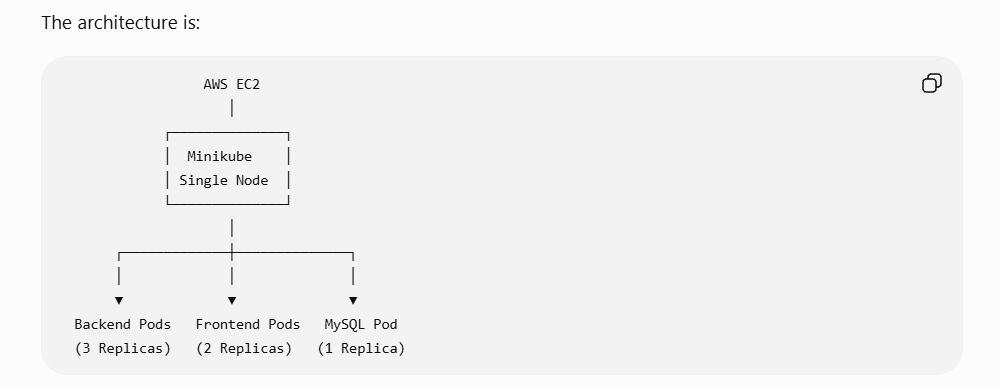 The architecture is:
AWS EC2
Minikube
Single Node
Backend Pods Frontend Pods MySQL Pod
(3 Replicas) (2 Replicas) (1 Replica)